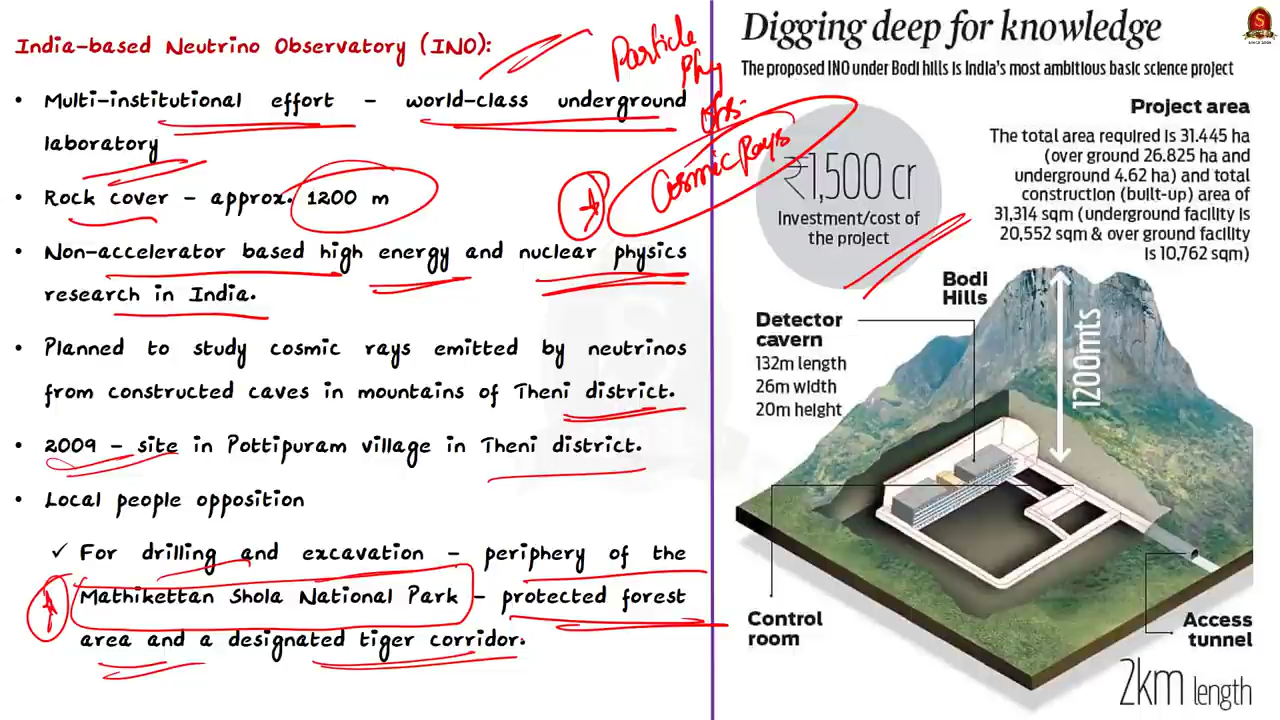 India-based Neutrino Observatory (INO):
• Multi-institutional effort – world-class underground
laboratory
• Rock cover – approx. 1200 m
• Non-accelerator based high energy and nuclear physics
research in India.
• Planned to study cosmic rays emitted by neutrinos
from constructed caves in mountains of Theni district.
• 2009 – site in Pottipuram village in Theni district.
• Local people opposition
✓ For drilling and excavation – periphery of the
Mathikettan Shola National Park – protected forest
area and a designated tiger corridor.
Particle
Phy
Obs.
Cosmic Rays
Digging deep for knowledge
The proposed INO under Bodi hills is India's most ambitious basic science project
₹1,500 cr
Investment/cost of
the project
Project area
The total area required is 31.445 ha
(over ground 26.825 ha and
underground 4.62 ha) and total
construction (built-up) area of
31,314 sqm (underground facility is
20,552 sqm & over ground facility
is 10,762 sqm)
Bodi
Hills
1200mts
Detector
cavern
132m length
26m width
20m height
Control
room
Access
tunnel
2km length